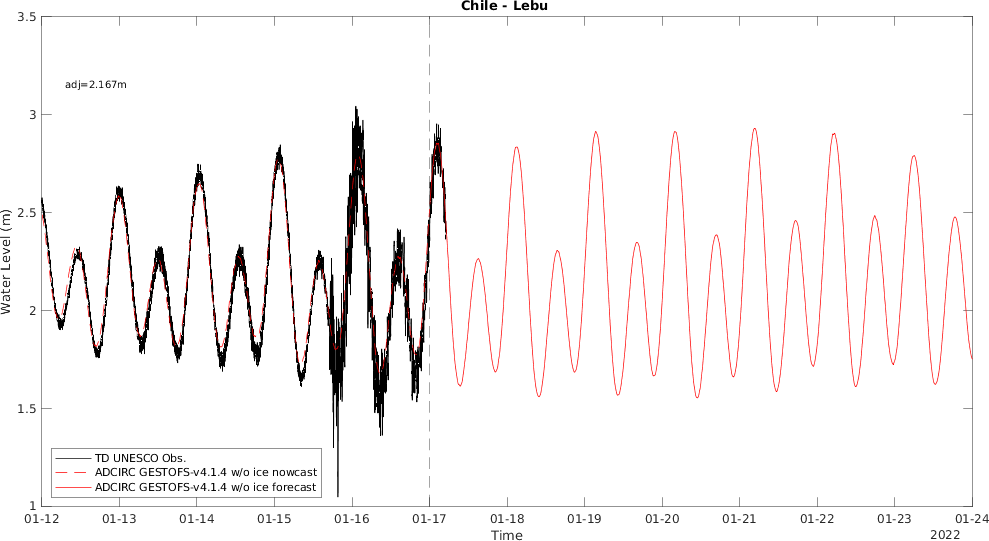 Chile - Lebu
3.5
adj=2.167m
3
2.5
Water Level (m)
2
1.5
TD UNESCO Obs.
ADCIRC GESTOFS-v4.1.4 w/o ice nowcast
ADCIRC GESTOFS-v4.1.4 w/o ice forecast
1
01-12 01-13 01-14 01-15 01-16 01-17 01-18 01-19 01-20 01-21 01-22 01-23 01-24
Time
2022